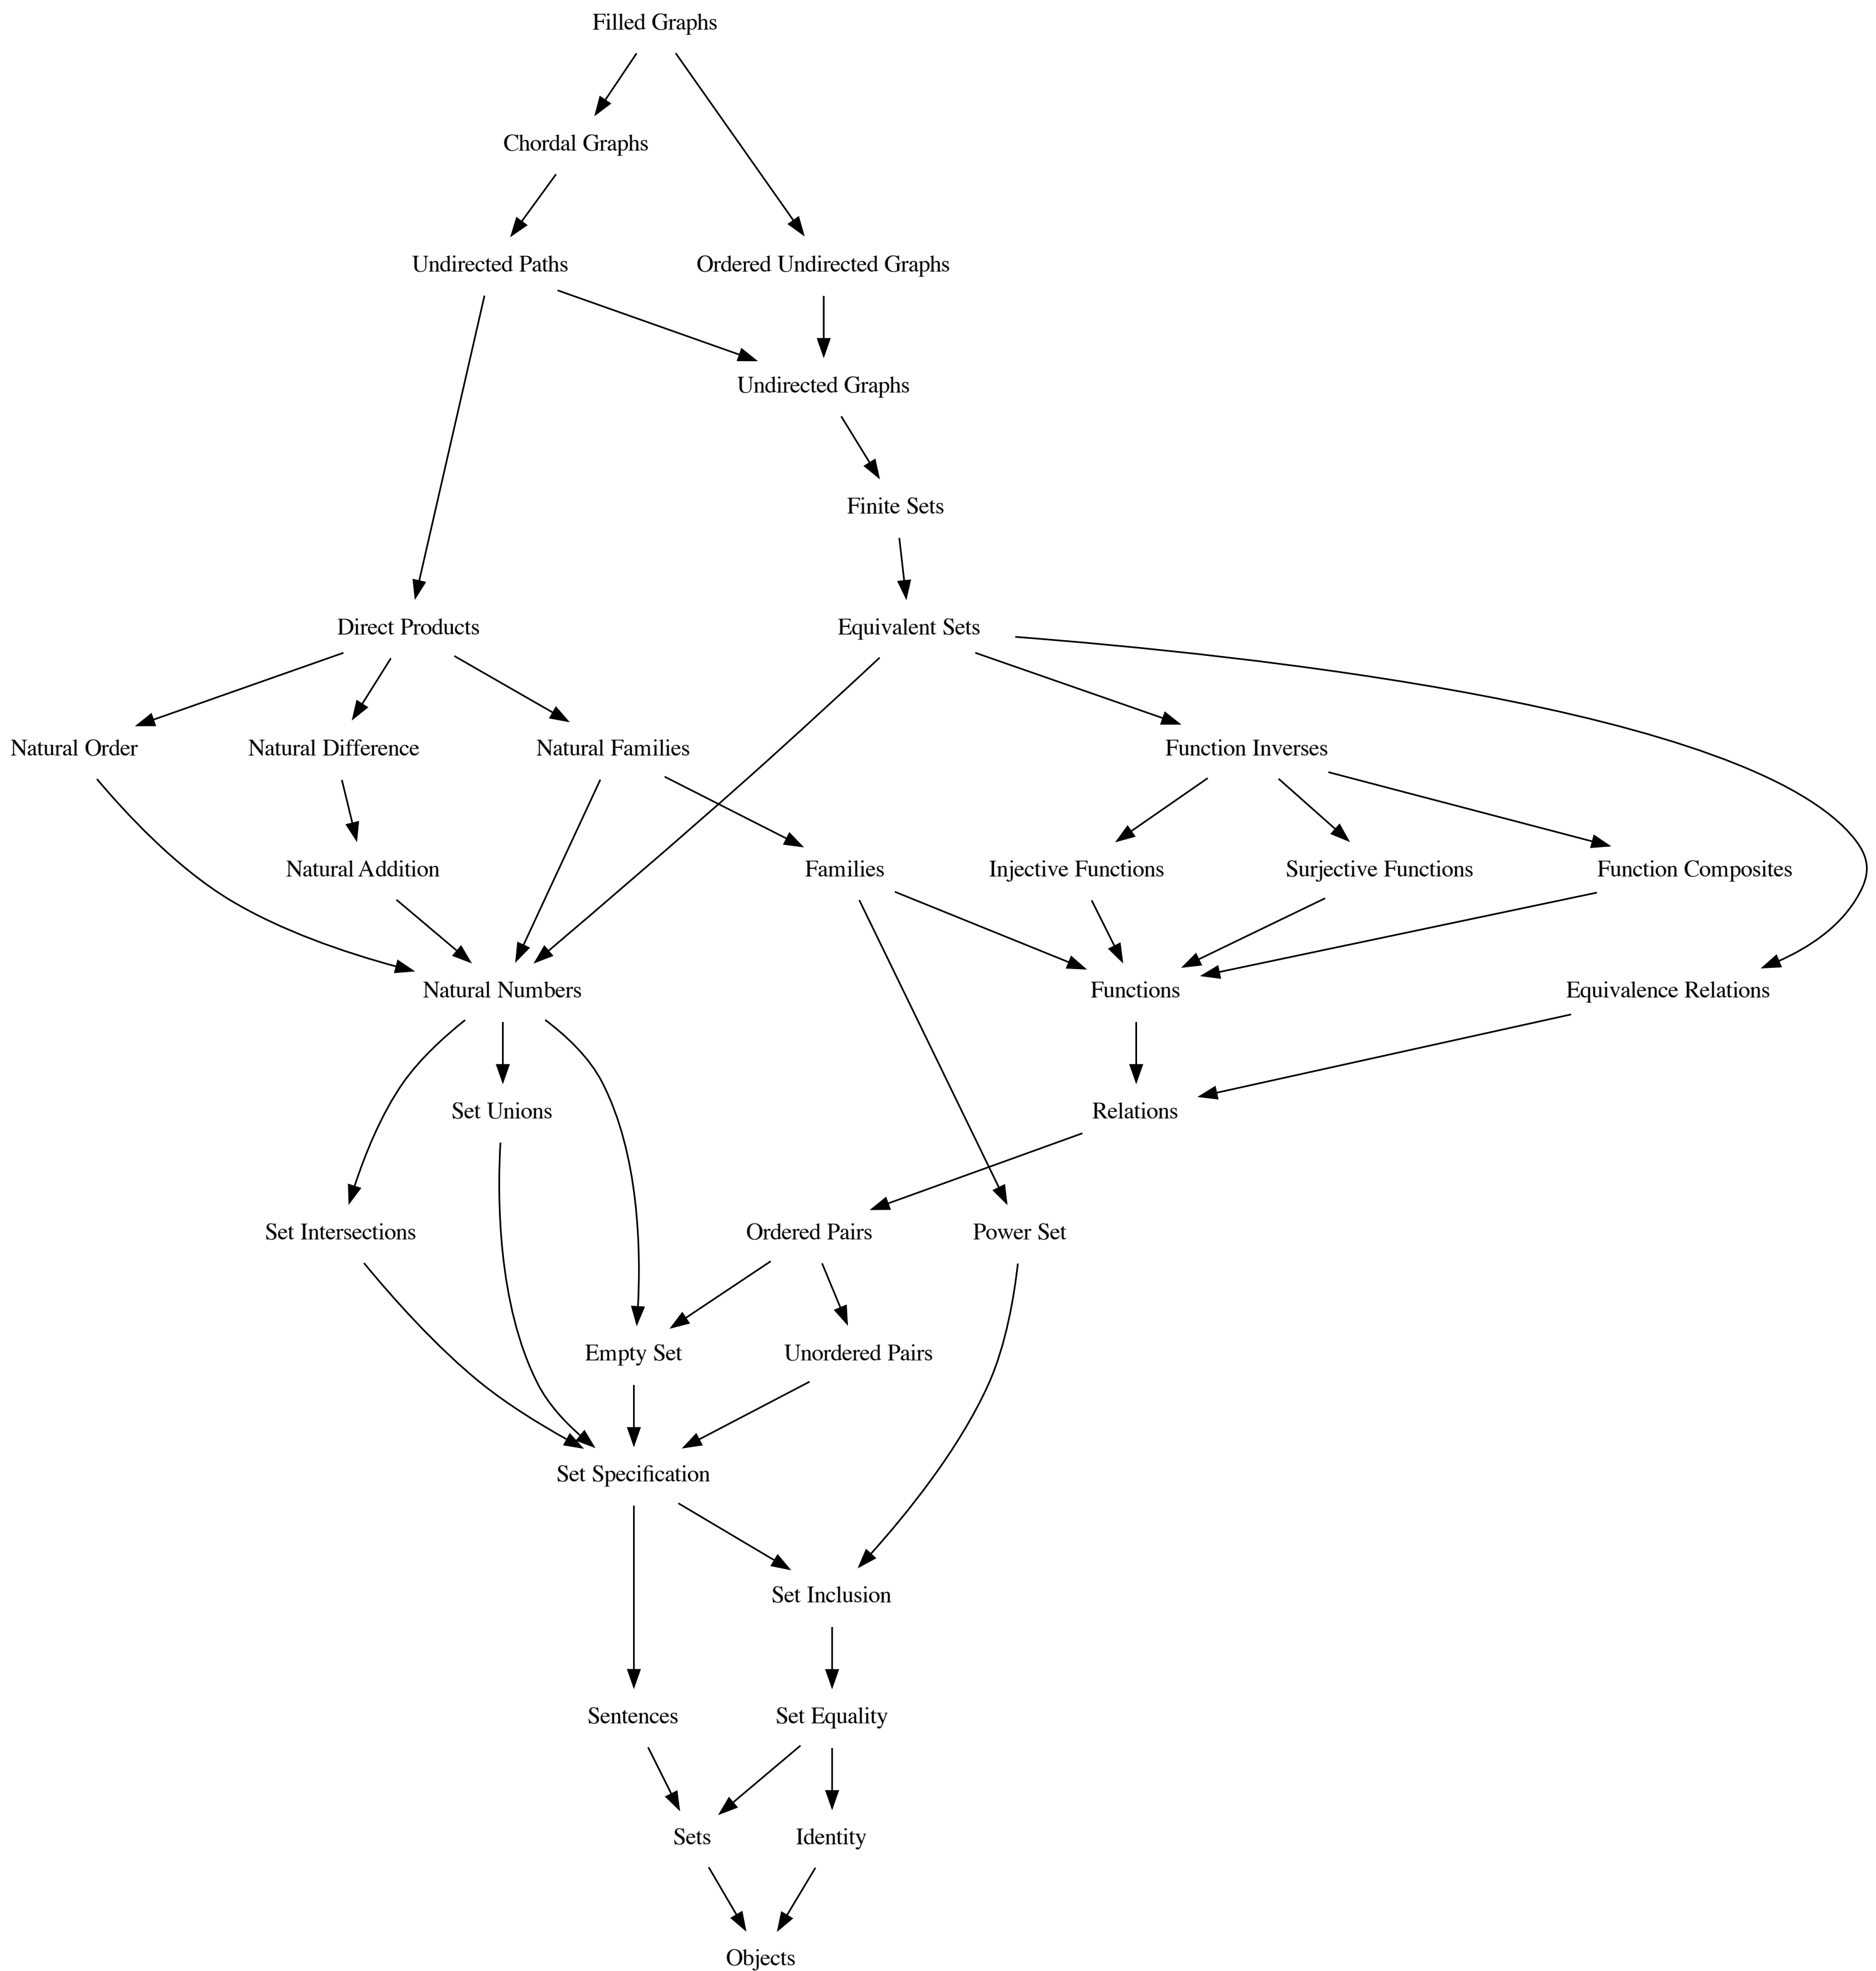 Filled Graphs
Chordal Graphs
Undirected Paths
Ordered Undirected Graphs
Undirected Graphs
Finite Sets
Direct Products
Equivalent Sets
Natural Order
Natural Difference
Natural Families
Function Inverses
Natural Addition
Families
Injective Functions
Surjective Functions
Function Composites
Natural Numbers
Functions
Equivalence Relations
Set Unions
Relations
Set Intersections
Ordered Pairs
Power Set
Empty Set
Unordered Pairs
Set Specification
Set Inclusion
Sentences
Set Equality
Sets
Identity
Objects